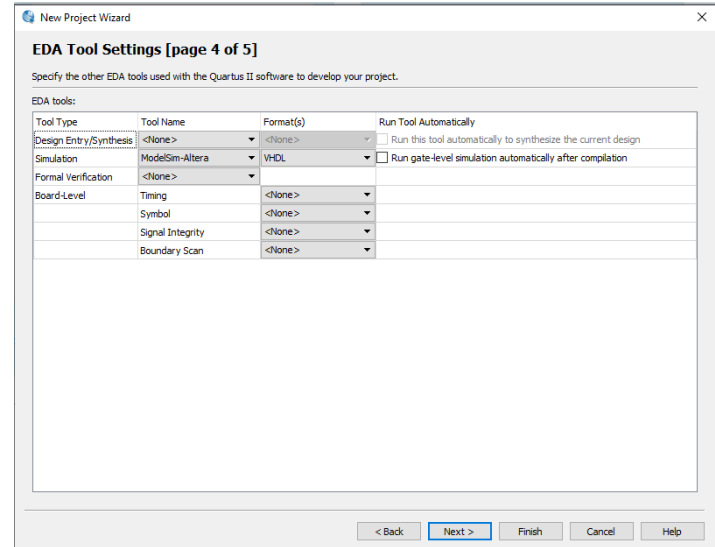 New Project Wizard
EDA Tool Settings [page 4 of 5]
Specify the other EDA tools used with the Quartus II software to develop your project.
EDA tools:
Tool Type Tool Name Format(s) Run Tool Automatically
Design Entry/Synthesis <None> <None> Run this tool automatically to synthesize the current design
Simulation ModelSim-Altera VHDL Run gate-level simulation automatically after compilation
Formal Verification <None>
Board-Level Timing <None>
Symbol <None>
Signal Integrity <None>
Boundary Scan <None>
< Back Next > Finish Cancel Help